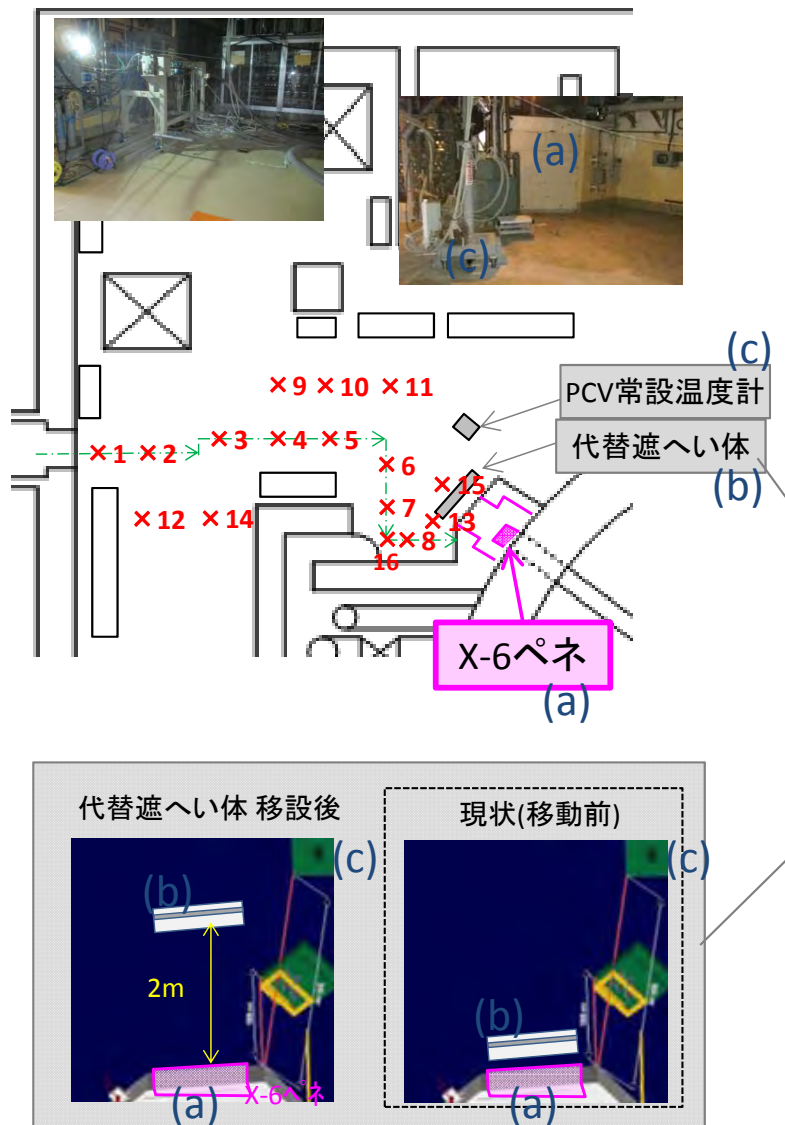 (a)
(c)
(c)
PCV常設温度計
代替遮へい体
(b)
×9 ×10 ×11
×1 ×2 ×3 ×4 ×5
×6
×15
×7
×12 ×14
×13
×8
×
16
X-6ペネ
(a)
代替遮へい体 移設後
(c)
(b)
2m
X-6ペネ
(a)
現状(移動前)
(c)
(b)
(a)